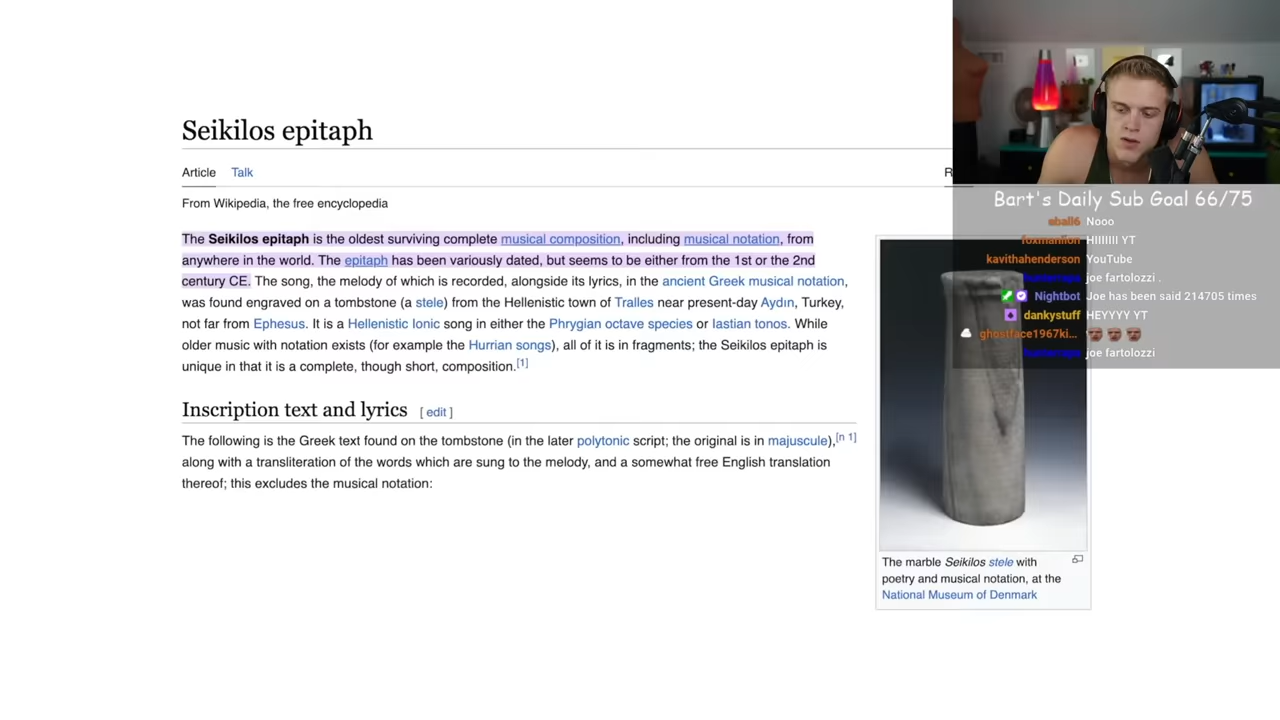 Seikilos epitaph
Article Talk
R
From Wikipedia, the free encyclopedia
The Seikilos epitaph is the oldest surviving complete musical composition, including musical notation, from
anywhere in the world. The epitaph has been variously dated, but seems to be either from the 1st or the 2nd
century CE. The song, the melody of which is recorded, alongside its lyrics, in the ancient Greek musical notation,
was found engraved on a tombstone (a stele) from the Hellenistic town of Tralles near present-day Aydın, Turkey,
not far from Ephesus. It is a Hellenistic Ionic song in either the Phrygian octave species or Iastian tonos. While
older music with notation exists (for example the Hurrian songs), all of it is in fragments; the Seikilos epitaph is
unique in that it is a complete, though short, composition.[1]
Inscription text and lyrics [ edit ]
The following is the Greek text found on the tombstone (in the later polytonic script; the original is in majuscule),[n 1]
along with a transliteration of the words which are sung to the melody, and a somewhat free English translation
thereof; this excludes the musical notation:
The marble Seikilos stele with
poetry and musical notation, at the
National Museum of Denmark
Bart's Daily Sub Goal 66/75
eball6 Nooo
foxmanlion HIIIIIII YT
kavithahenderson YouTube
joe fartolozzi .
Nightbot Joe has been said 214705 times
dankystuff HEYYYY YT
ghostface1967ki...
joe fartolozzi